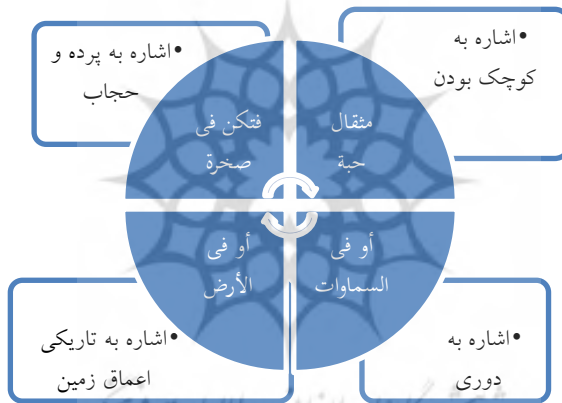 •اشاره به
کوچک بودن
•اشاره به پرده و
حجاب
مثقال
حبة
فتکن فی
صخرة
أو فی
السماوات
أو فی
الأرض
•اشاره به
دوری
•اشاره به تاریکی
اعماق زمین